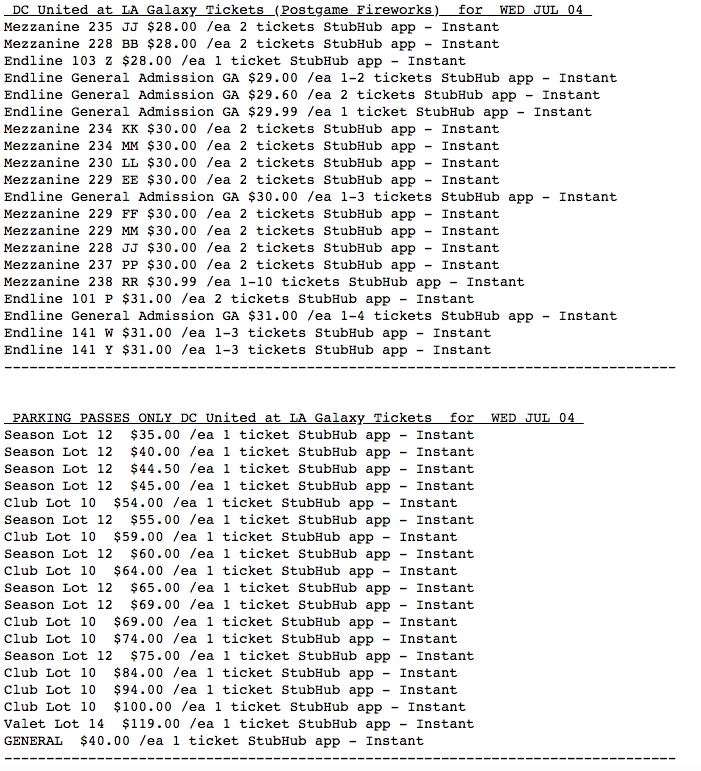 DC United at LA Galaxy Tickets (Postgame Fireworks) for WED JUL 04
Mezzanine 235 JJ $28.00 /ea 2 tickets StubHub app - Instant
Mezzanine 228 BB $28.00 /ea 2 tickets StubHub app - Instant
Endline 103 Z $28.00 /ea 1 ticket StubHub app - Instant
Endline General Admission GA $29.00 /ea 1-2 tickets StubHub app - Instant
Endline General Admission GA $29.60 /ea 2 tickets StubHub app - Instant
Endline General Admission GA $29.99 /ea 1 ticket StubHub app - Instant
Mezzanine 234 KK $30.00 /ea 2 tickets StubHub app - Instant
Mezzanine 234 MM $30.00 /ea 2 tickets StubHub app - Instant
Mezzanine 230 LL $30.00 /ea 2 tickets StubHub app - Instant
Mezzanine 229 EE $30.00 /ea 2 tickets StubHub app - Instant
Endline General Admission GA $30.00 /ea 1-3 tickets StubHub app - Instant
Mezzanine 229 FF $30.00 /ea 2 tickets StubHub app - Instant
Mezzanine 229 MM $30.00 /ea 2 tickets StubHub app - Instant
Mezzanine 228 JJ $30.00 /ea 2 tickets StubHub app - Instant
Mezzanine 237 PP $30.00 /ea 2 tickets StubHub app - Instant
Mezzanine 238 RR $30.99 /ea 1-10 tickets StubHub app - Instant
Endline 101 P $31.00 /ea 2 tickets StubHub app - Instant
Endline General Admission GA $31.00 /ea 1-4 tickets StubHub app - Instant
Endline 141 W $31.00 /ea 1-3 tickets StubHub app - Instant
Endline 141 Y $31.00 /ea 1-3 tickets StubHub app - Instant
--------------------------------------------------------------------------------
PARKING PASSES ONLY DC United at LA Galaxy Tickets for WED JUL 04
Season Lot 12 $35.00 /ea 1 ticket StubHub app - Instant
Season Lot 12 $40.00 /ea 1 ticket StubHub app - Instant
Season Lot 12 $44.50 /ea 1 ticket StubHub app - Instant
Season Lot 12 $45.00 /ea 1 ticket StubHub app - Instant
Club Lot 10 $54.00 /ea 1 ticket StubHub app - Instant
Season Lot 12 $55.00 /ea 1 ticket StubHub app - Instant
Club Lot 10 $59.00 /ea 1 ticket StubHub app - Instant
Season Lot 12 $60.00 /ea 1 ticket StubHub app - Instant
Club Lot 10 $64.00 /ea 1 ticket StubHub app - Instant
Season Lot 12 $65.00 /ea 1 ticket StubHub app - Instant
Season Lot 12 $69.00 /ea 1 ticket StubHub app - Instant
Club Lot 10 $69.00 /ea 1 ticket StubHub app - Instant
Club Lot 10 $74.00 /ea 1 ticket StubHub app - Instant
Season Lot 12 $75.00 /ea 1 ticket StubHub app - Instant
Club Lot 10 $84.00 /ea 1 ticket StubHub app - Instant
Club Lot 10 $94.00 /ea 1 ticket StubHub app - Instant
Club Lot 10 $100.00 /ea 1 ticket StubHub app - Instant
Valet Lot 14 $119.00 /ea 1 ticket StubHub app - Instant
GENERAL $40.00 /ea 1 ticket StubHub app - Instant
--------------------------------------------------------------------------------